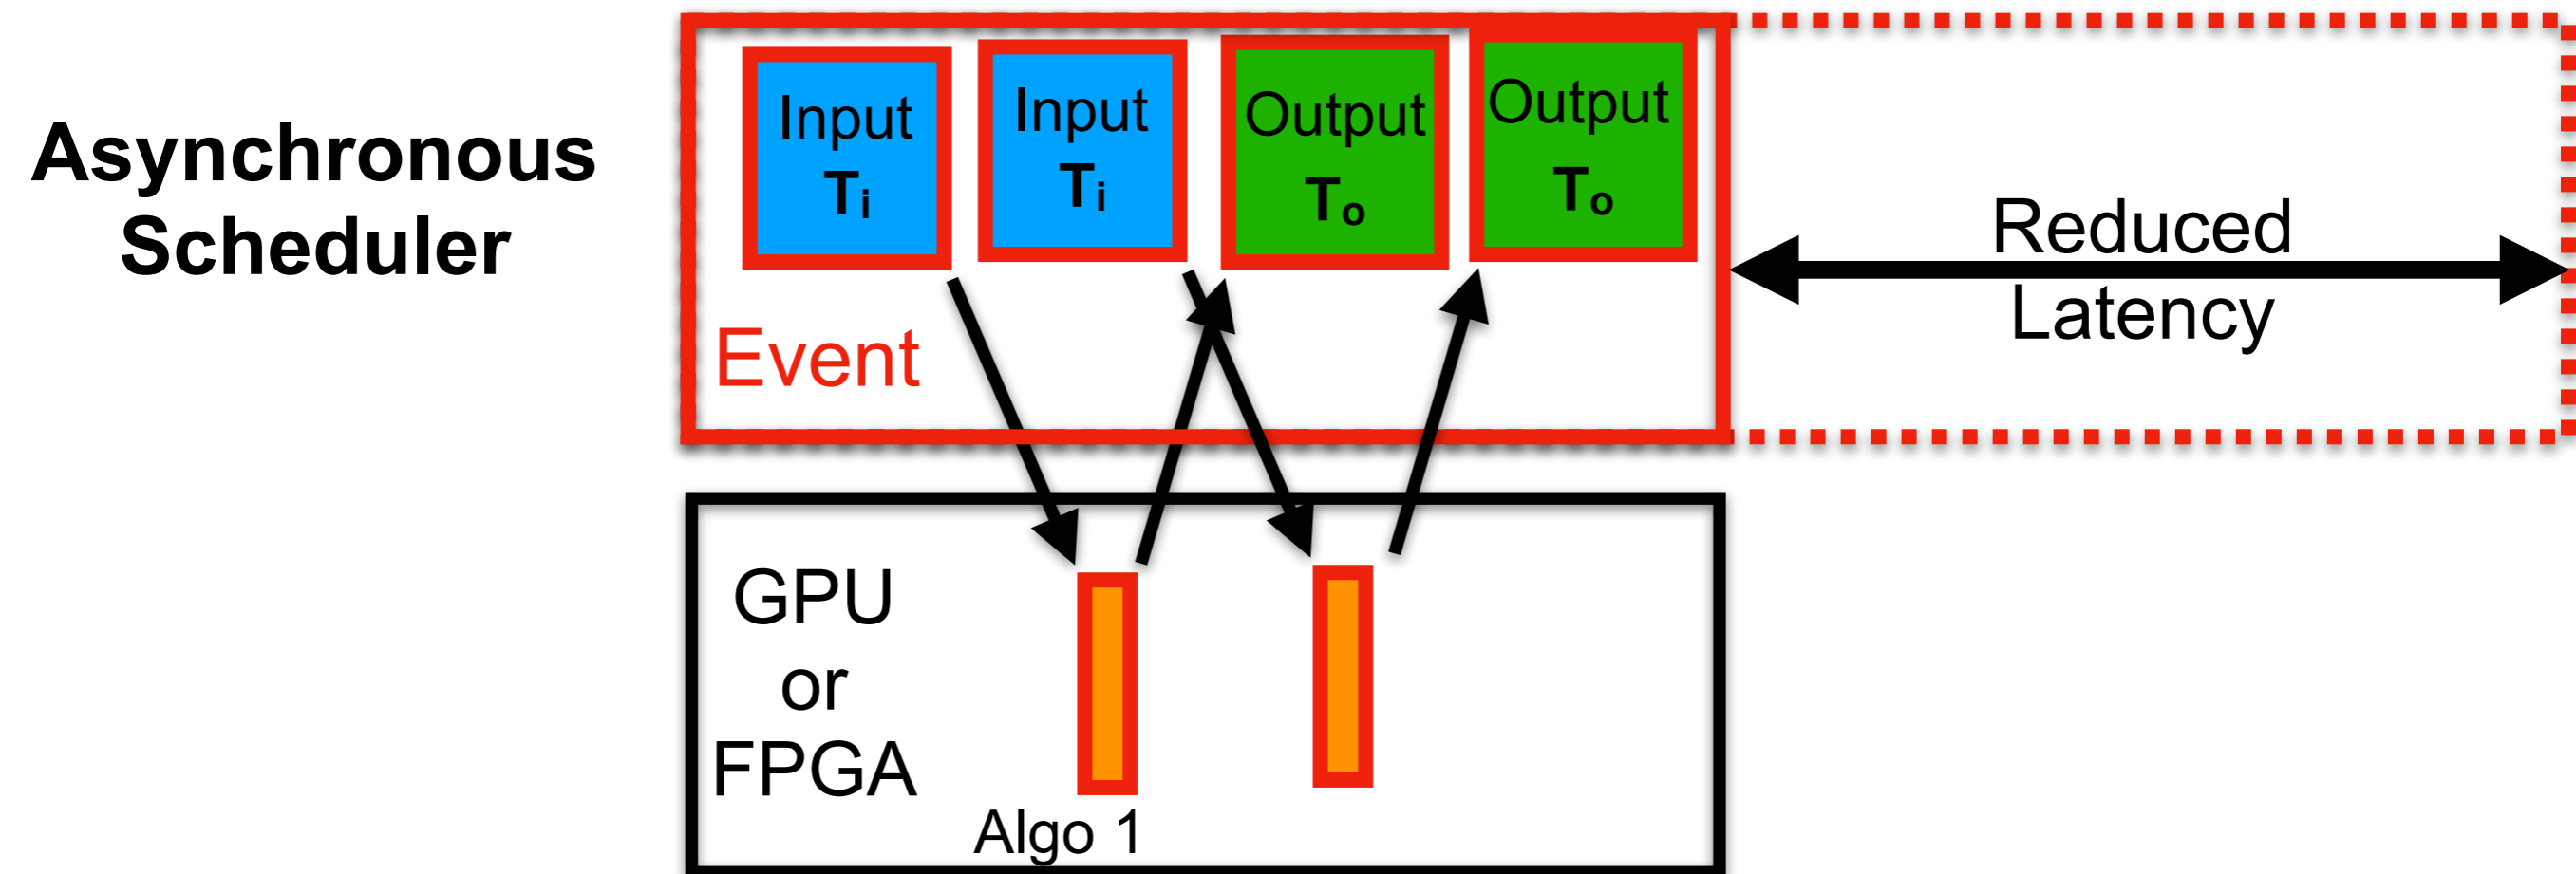 Asynchronous
Scheduler
Input
Tᵢ
Input
Tᵢ
Output
Tₒ
Output
Tₒ
Event
Reduced
Latency
GPU
or
FPGA
Algo 1